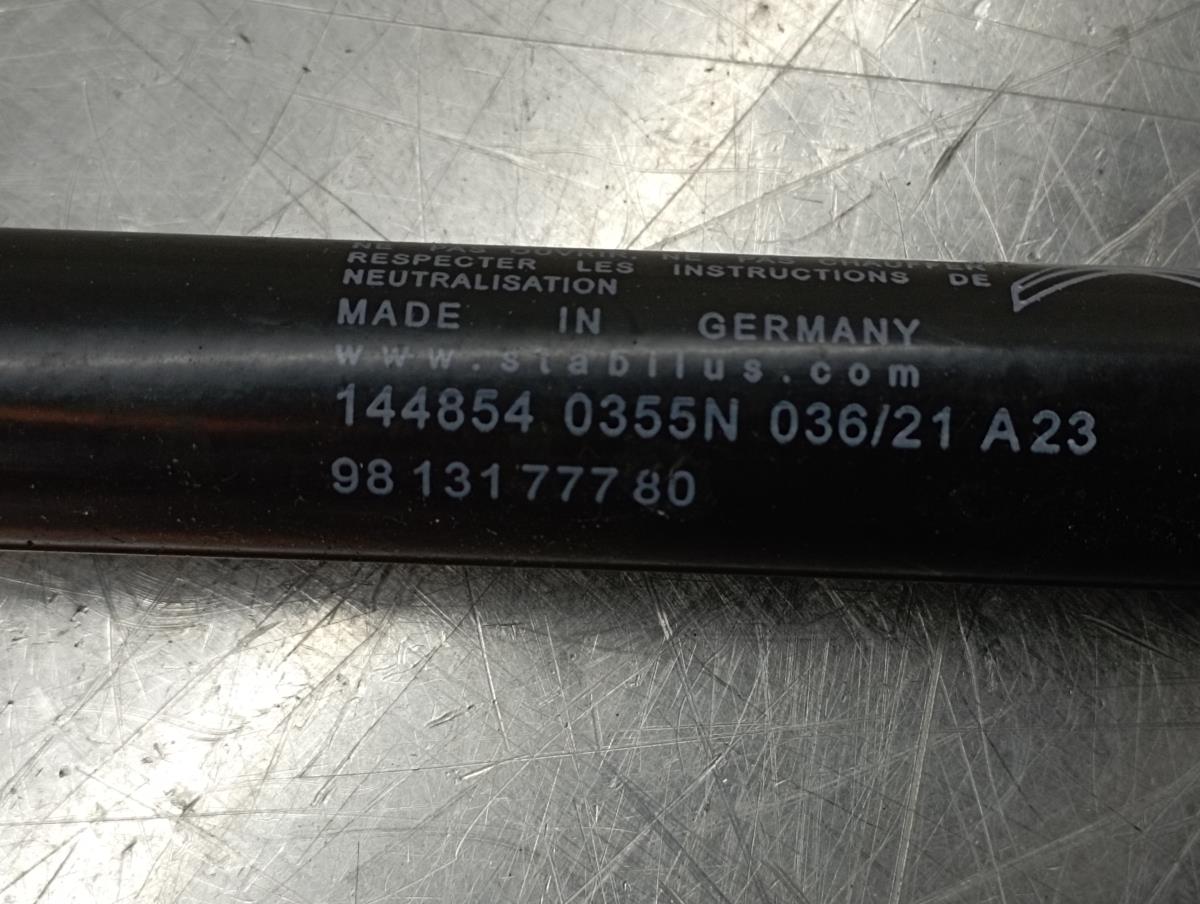 NE PAS OUVRIR. NE PAS CHAUFFER
RESPECTER LES INSTRUCTIONS DE
NEUTRALISATION
MADE IN GERMANY
www.stabilus.com
144854 0355N 036/21 A23
98 131 777 80